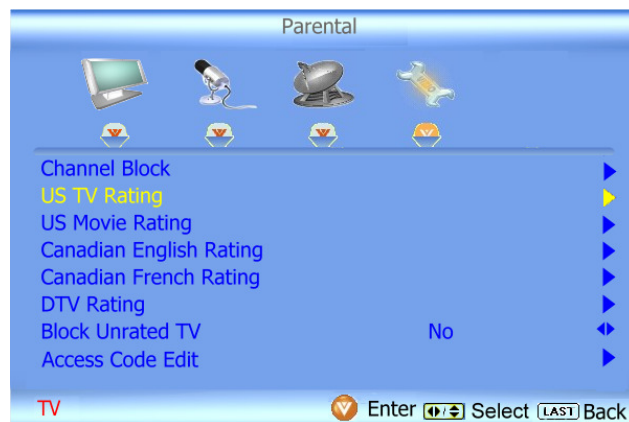 Parental
Channel Block
US TV Rating
US Movie Rating
Canadian English Rating
Canadian French Rating
DTV Rating
Block Unrated TV No
Access Code Edit
TV Enter Select LAST Back